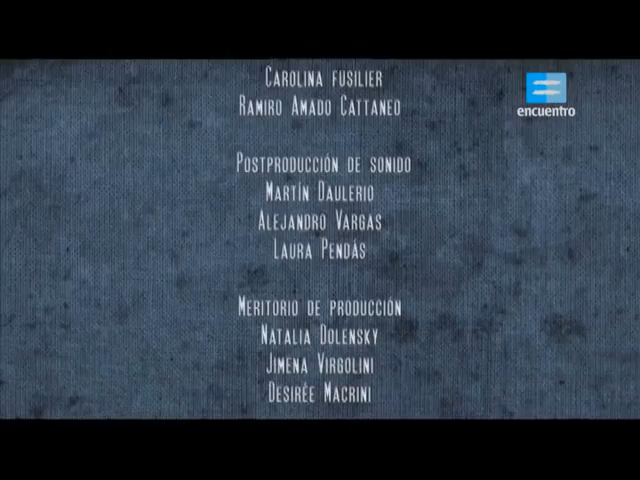 Carolina Fusilier
Ramiro Amado Cattaneo
encuentro
Postproducción de sonido
Martín Daulerio
Alejandro Vargas
Laura Pendás
Meritorio de producción
Natalia Dolensky
Jimena Virgolini
Desirée Macrini